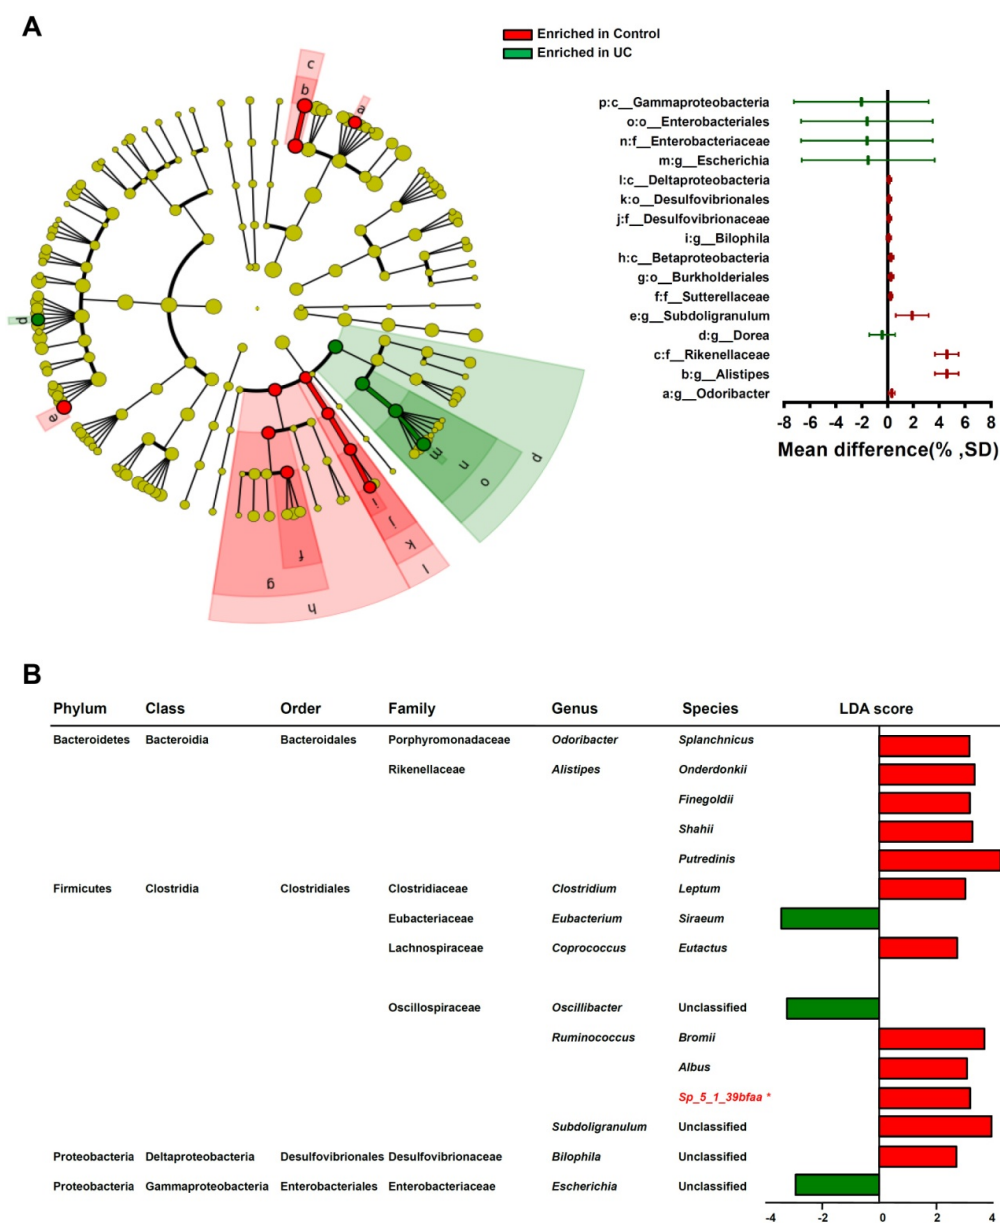 A
Enriched in Control
Enriched in UC
c
b
a
d
e
p
o
n
m
i
j
k
l
f
g
h
p:c__Gammaproteobacteria
o:o__Enterobacteriales
n:f__Enterobacteriaceae
m:g__Escherichia
l:c__Deltaproteobacteria
k:o__Desulfovibrionales
j:f__Desulfovibrionaceae
i:g__Bilophila
h:c__Betaproteobacteria
g:o__Burkholderiales
f:f__Sutterellaceae
e:g__Subdoligranulum
d:g__Dorea
c:f__Rikenellaceae
b:g__Alistipes
a:g__Odoribacter
-8 -6 -4 -2 0 2 4 6 8
Mean difference(% ,SD)
B
Phylum Class Order Family Genus Species LDA score
Bacteroidetes Bacteroidia Bacteroidales Porphyromonadaceae Odoribacter Splanchnicus
Rikenellaceae Alistipes Onderdonkii
Finegoldii
Shahii
Putredinis
Firmicutes Clostridia Clostridiales Clostridiaceae Clostridium Leptum
Eubacteriaceae Eubacterium Siraeum
Lachnospiraceae Coprococcus Eutactus
Oscillospiraceae Oscillibacter Unclassified
Ruminococcus Bromii
Albus
Sp_5_1_39bfaa *
Subdoligranulum Unclassified
Proteobacteria Deltaproteobacteria Desulfovibrionales Desulfovibrionaceae Bilophila Unclassified
Proteobacteria Gammaproteobacteria Enterobacteriales Enterobacteriaceae Escherichia Unclassified
-4 -2 0 2 4